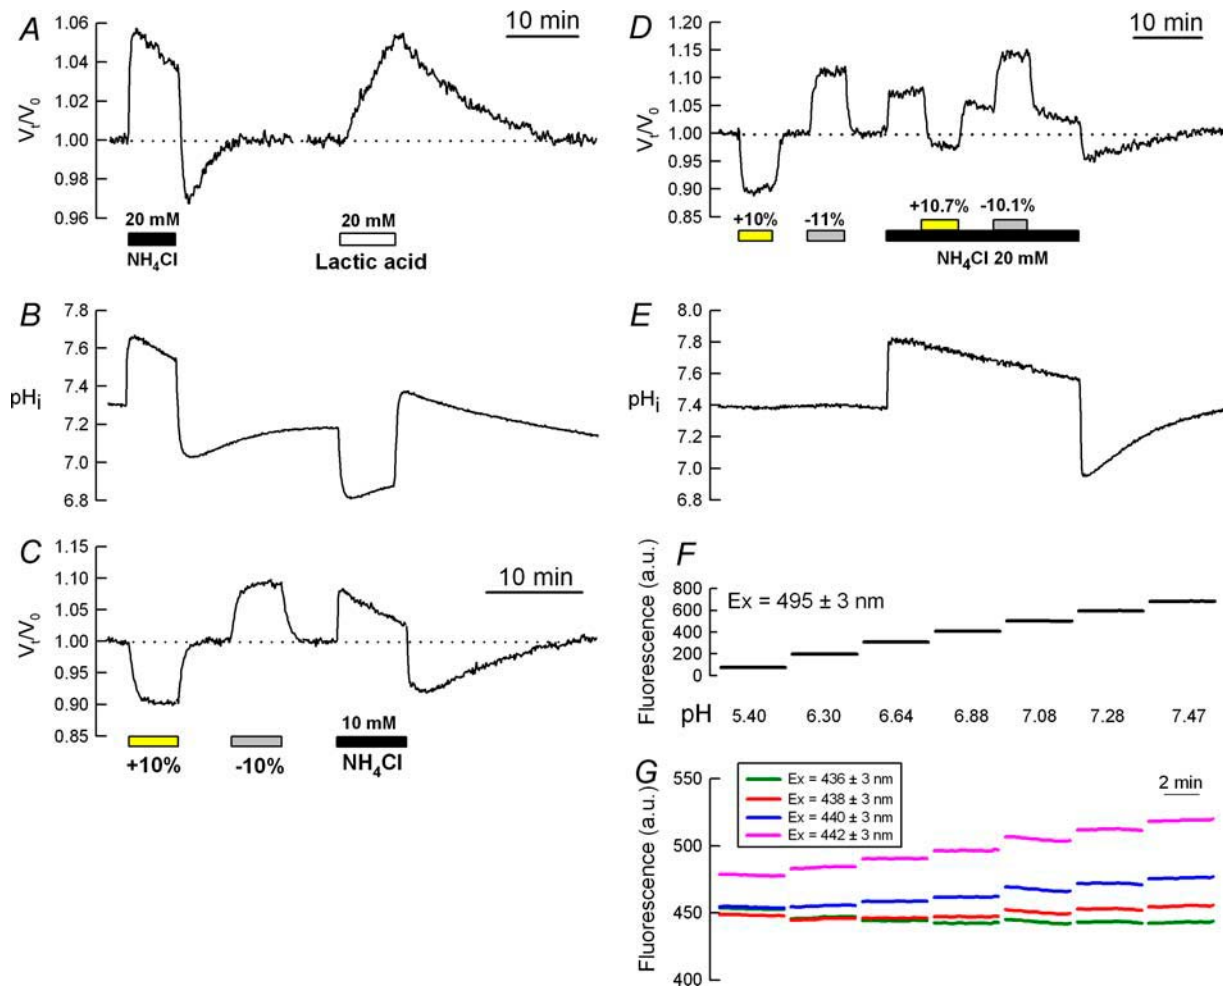 A
1.06
1.04
1.02
1.00
0.98
0.96
Vt/V0
10 min
20 mM
NH4Cl
20 mM
Lactic acid
B
7.8
7.6
7.4
7.2
7.0
6.8
pHi
C
1.15
1.10
1.05
1.00
0.95
0.90
0.85
Vt/V0
10 min
+10%
-10%
10 mM
NH4Cl
D
1.20
1.15
1.10
1.05
1.00
0.95
0.90
0.85
Vt/V0
10 min
+10%
-11%
+10.7%
-10.1%
NH4Cl 20 mM
E
8.0
7.8
7.6
7.4
7.2
7.0
6.8
pHi
F
Fluorescence (a.u.)
800
600
400
200
0
Ex = 495 ± 3 nm
pH 5.40 6.30 6.64 6.88 7.08 7.28 7.47
G
Fluorescence (a.u.)
550
500
450
400
Ex = 436 ± 3 nm
Ex = 438 ± 3 nm
Ex = 440 ± 3 nm
Ex = 442 ± 3 nm
2 min